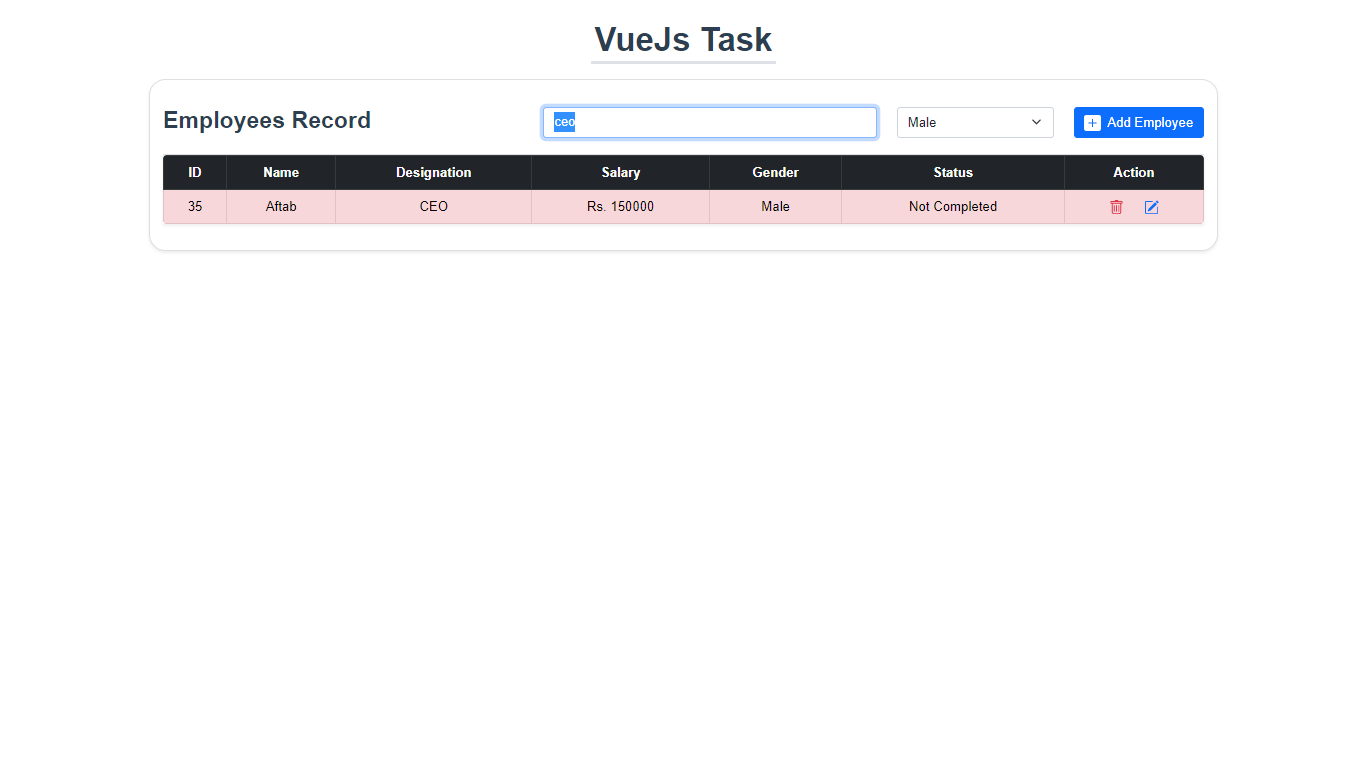 VueJs Task
Employees Record ceo Male Add Employee
ID Name Designation Salary Gender Status Action
35 Aftab CEO Rs. 150000 Male Not Completed